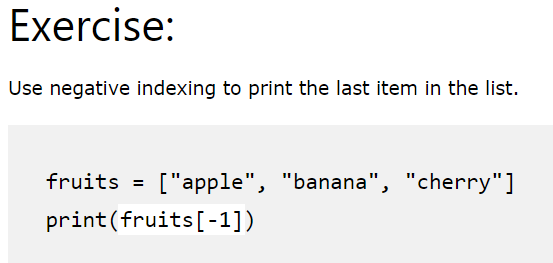 Exercise:
Use negative indexing to print the last item in the list.
fruits = ["apple", "banana", "cherry"]
print(fruits[-1])